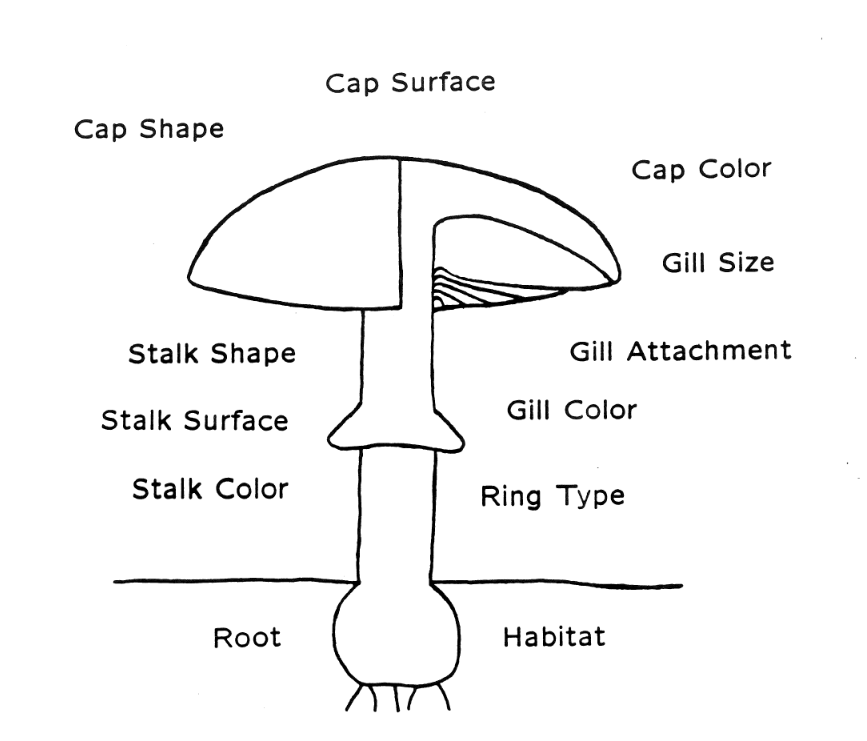 Cap Surface
Cap Shape
Cap Color
Gill Size
Stalk Shape
Gill Attachment
Stalk Surface
Gill Color
Stalk Color
Ring Type
Root
Habitat